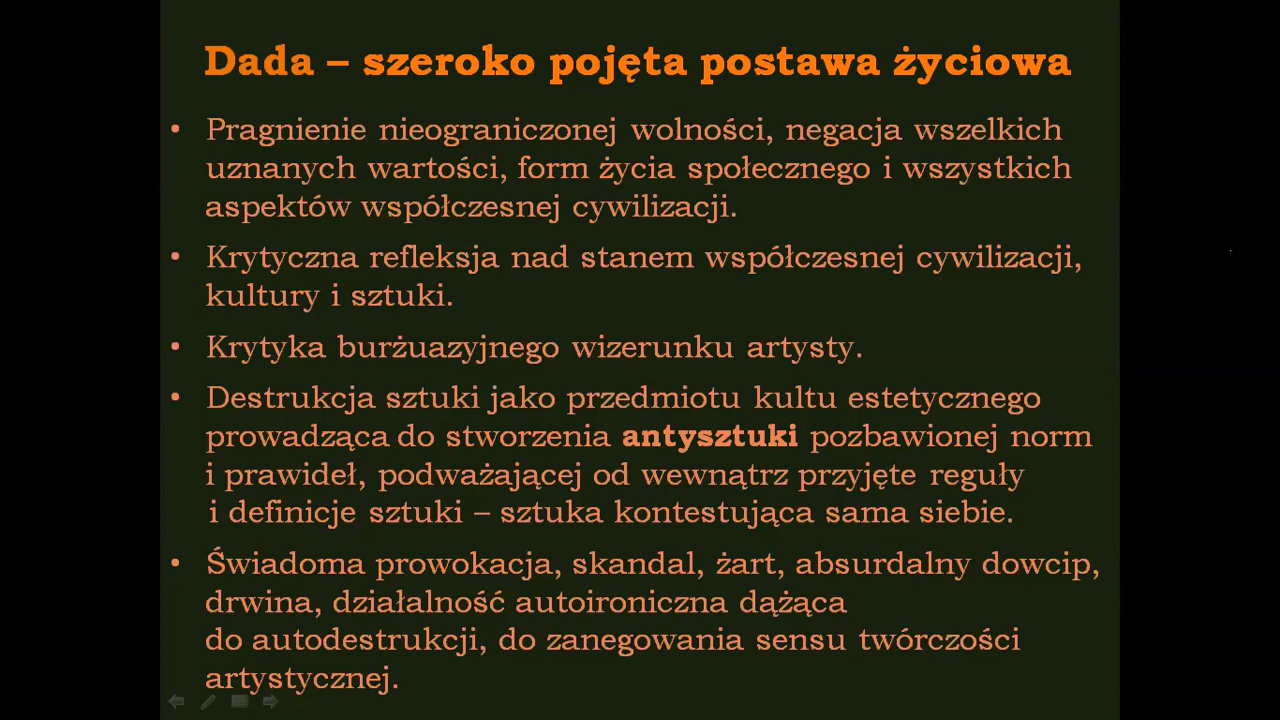 Dada – szeroko pojęta postawa życiowa
• Pragnienie nieograniczonej wolności, negacja wszelkich
uznanych wartości, form życia społecznego i wszystkich
aspektów współczesnej cywilizacji.
• Krytyczna refleksja nad stanem współczesnej cywilizacji,
kultury i sztuki.
• Krytyka burżuazyjnego wizerunku artysty.
• Destrukcja sztuki jako przedmiotu kultu estetycznego
prowadząca do stworzenia antysztuki pozbawionej norm
i prawideł, podważającej od wewnątrz przyjęte reguły
i definicje sztuki – sztuka kontestująca sama siebie.
• Świadoma prowokacja, skandal, żart, absurdalny dowcip,
drwina, działalność autoironiczna dążąca
do autodestrukcji, do zanegowania sensu twórczości
artystycznej.